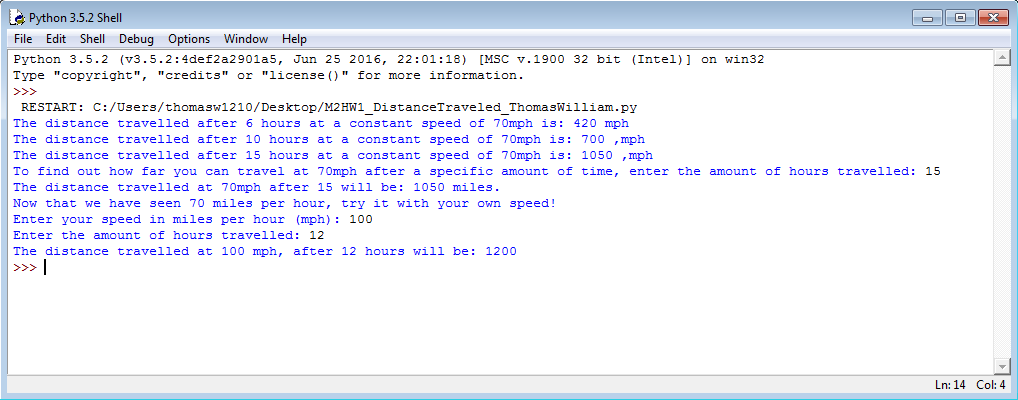 Python 3.5.2 Shell
File Edit Shell Debug Options Window Help
Python 3.5.2 (v3.5.2:4def2a2901a5, Jun 25 2016, 22:01:18) [MSC v.1900 32 bit (Intel)] on win32
Type "copyright", "credits" or "license()" for more information.
>>>
RESTART: C:/Users/thomasw1210/Desktop/M2HW1_DistanceTraveled_ThomasWilliam.py
The distance travelled after 6 hours at a constant speed of 70mph is: 420 mph
The distance travelled after 10 hours at a constant speed of 70mph is: 700 ,mph
The distance travelled after 15 hours at a constant speed of 70mph is: 1050 ,mph
To find out how far you can travel at 70mph after a specific amount of time, enter the amount of hours travelled: 15
The distance travelled at 70mph after 15 will be: 1050 miles.
Now that we have seen 70 miles per hour, try it with your own speed!
Enter your speed in miles per hour (mph): 100
Enter the amount of hours travelled: 12
The distance travelled at 100 mph, after 12 hours will be: 1200
>>>
Ln: 14 Col: 4